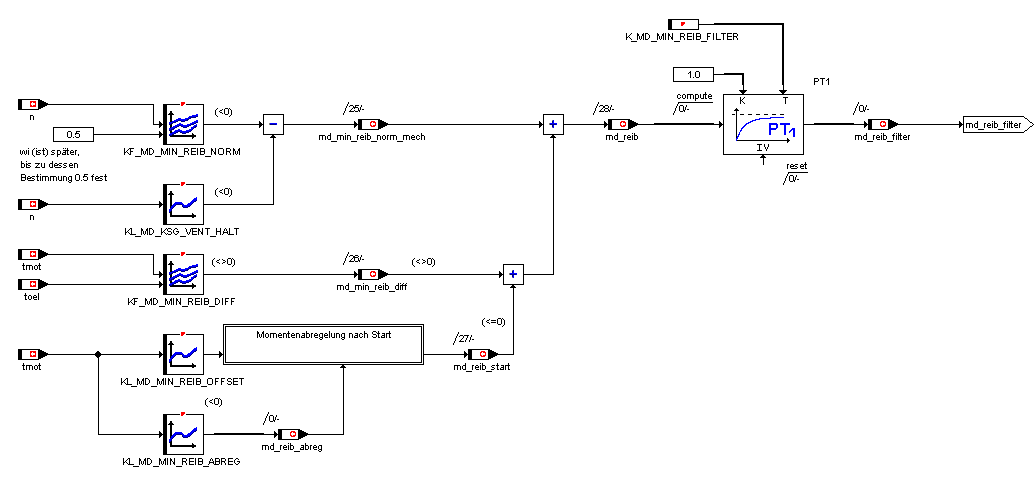 K_MD_MIN_REIB_FILTER
1.0
PT1
K
T
n
(<0)
/25/-
/28/-
compute
/0/-
/0/-
PT1
md_reib_filter
0.5
−
+
md_min_reib_norm_mech
md_reib
md_reib_filter
IV
wi (ist) später,
bis zu dessen
Bestimmung 0.5 fest
KF_MD_MIN_REIB_NORM
reset
/0/-
(<0)
n
KL_MD_KSG_VENT_HALT
tmot
(<>0)
/26/-
(<>0)
+
toel
KF_MD_MIN_REIB_DIFF
md_min_reib_diff
(<=0)
Momentenabregelung nach Start
/27/-
tmot
md_reib_start
KL_MD_MIN_REIB_OFFSET
(<0)
/0/-
md_reib_abreg
KL_MD_MIN_REIB_ABREG